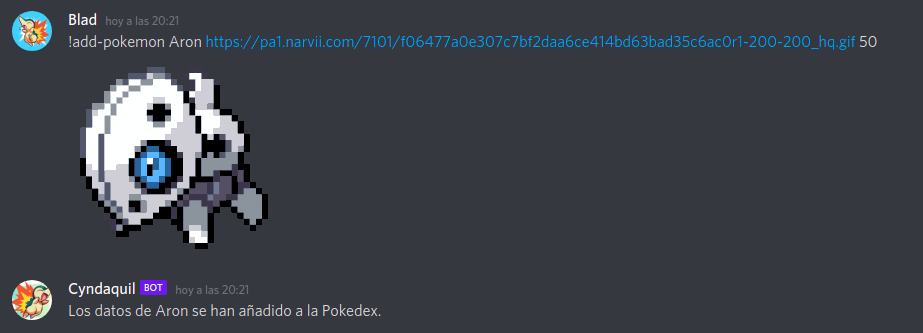 Blad hoy a las 20:21
!add-pokemon Aron https://pa1.narvii.com/7101/f06477a0e307c7bf2daa6ce414bd63bad35c6ac0r1-200-200_hq.gif 50
Cyndaquil BOT hoy a las 20:21
Los datos de Aron se han añadido a la Pokedex.